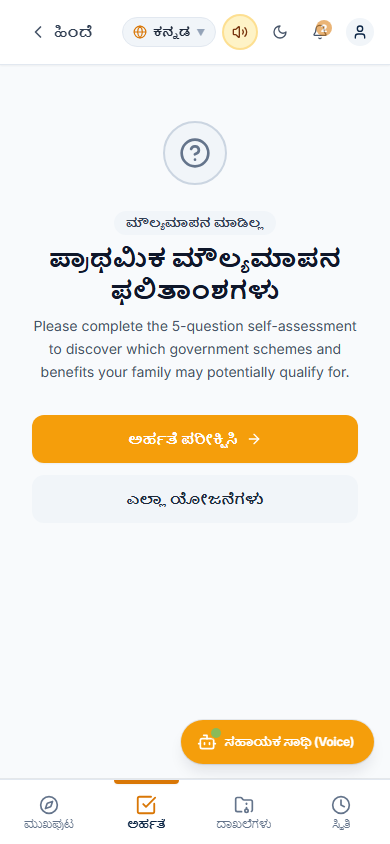 ಹಿಂದೆ
ಕನ್ನಡ
ಮೌಲ್ಯಮಾಪನ ಮಾಡಿಲ್ಲ
ಪ್ರಾಥಮಿಕ ಮೌಲ್ಯಮಾಪನ
ಫಲಿತಾಂಶಗಳು
Please complete the 5-question self-assessment
to discover which government schemes and
benefits your family may potentially qualify for.
ಅರ್ಹತೆ ಪರೀಕ್ಷಿಸಿ →
ಎಲ್ಲಾ ಯೋಜನೆಗಳು
ಸಹಾಯಕ ಸಾಥಿ (Voice)
ಮುಖಪುಟ
ಅರ್ಹತೆ
ದಾಖಲೆಗಳು
ಸ್ಥಿತಿ